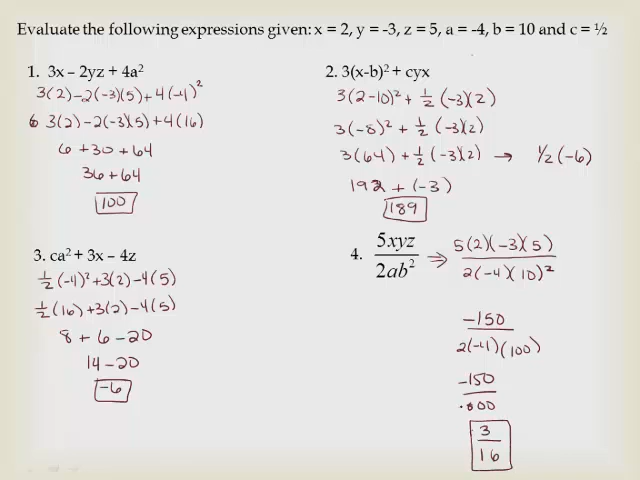 Evaluate the following expressions given: x = 2, y = -3, z = 5, a = -4, b = 10 and c = ½
1. 3x – 2yz + 4a²
3(2) - 2(-3)(5) + 4(-4)²
6 3(2) - 2(-3)(5) + 4(16)
6 + 30 + 64
36 + 64
100
2. 3(x-b)² + cyx
3(2-10)² + 1/2 (-3)(2)
3(-8)² + 1/2 (-3)(2)
3(64) + 1/2 (-3)(2) → 1/2 (-6)
192 + (-3)
189
3. ca² + 3x – 4z
1/2 (-4)² + 3(2) - 4(5)
1/2 (16) + 3(2) - 4(5)
8 + 6 - 20
14 - 20
-6
4. 5xyz / 2ab² ⇒ 5(2)(-3)(5) / 2(-4)(10)²
-150 / 2(-4)(100)
-150
3 / 16